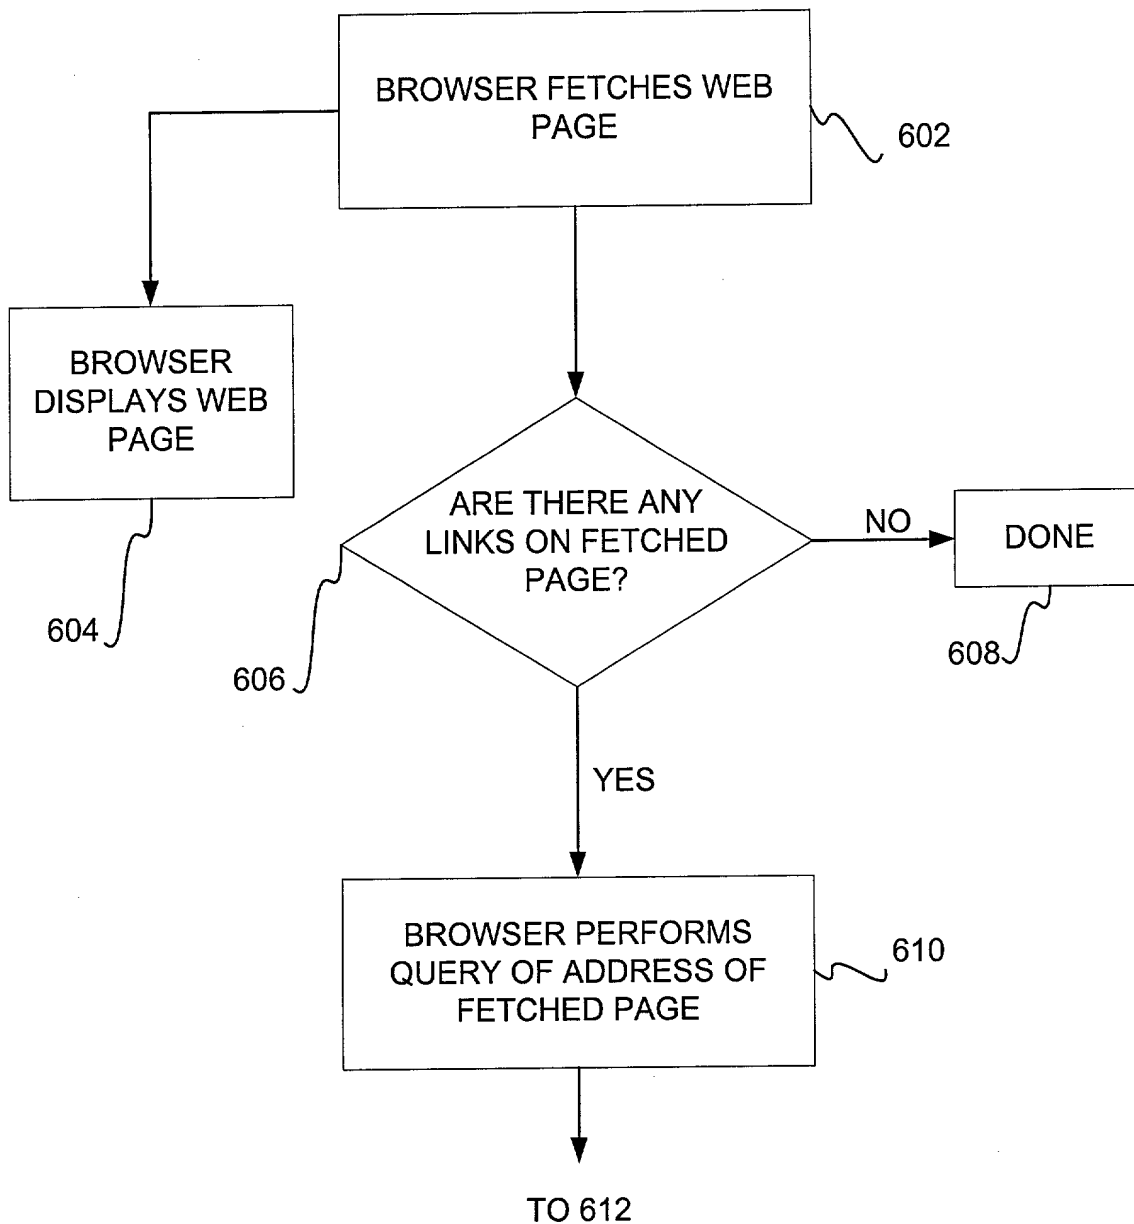 BROWSER FETCHES WEB
PAGE
602
BROWSER
DISPLAYS WEB
PAGE
604
ARE THERE ANY
LINKS ON FETCHED
PAGE?
606
NO
DONE
608
YES
BROWSER PERFORMS
QUERY OF ADDRESS OF
FETCHED PAGE
610
TO 612